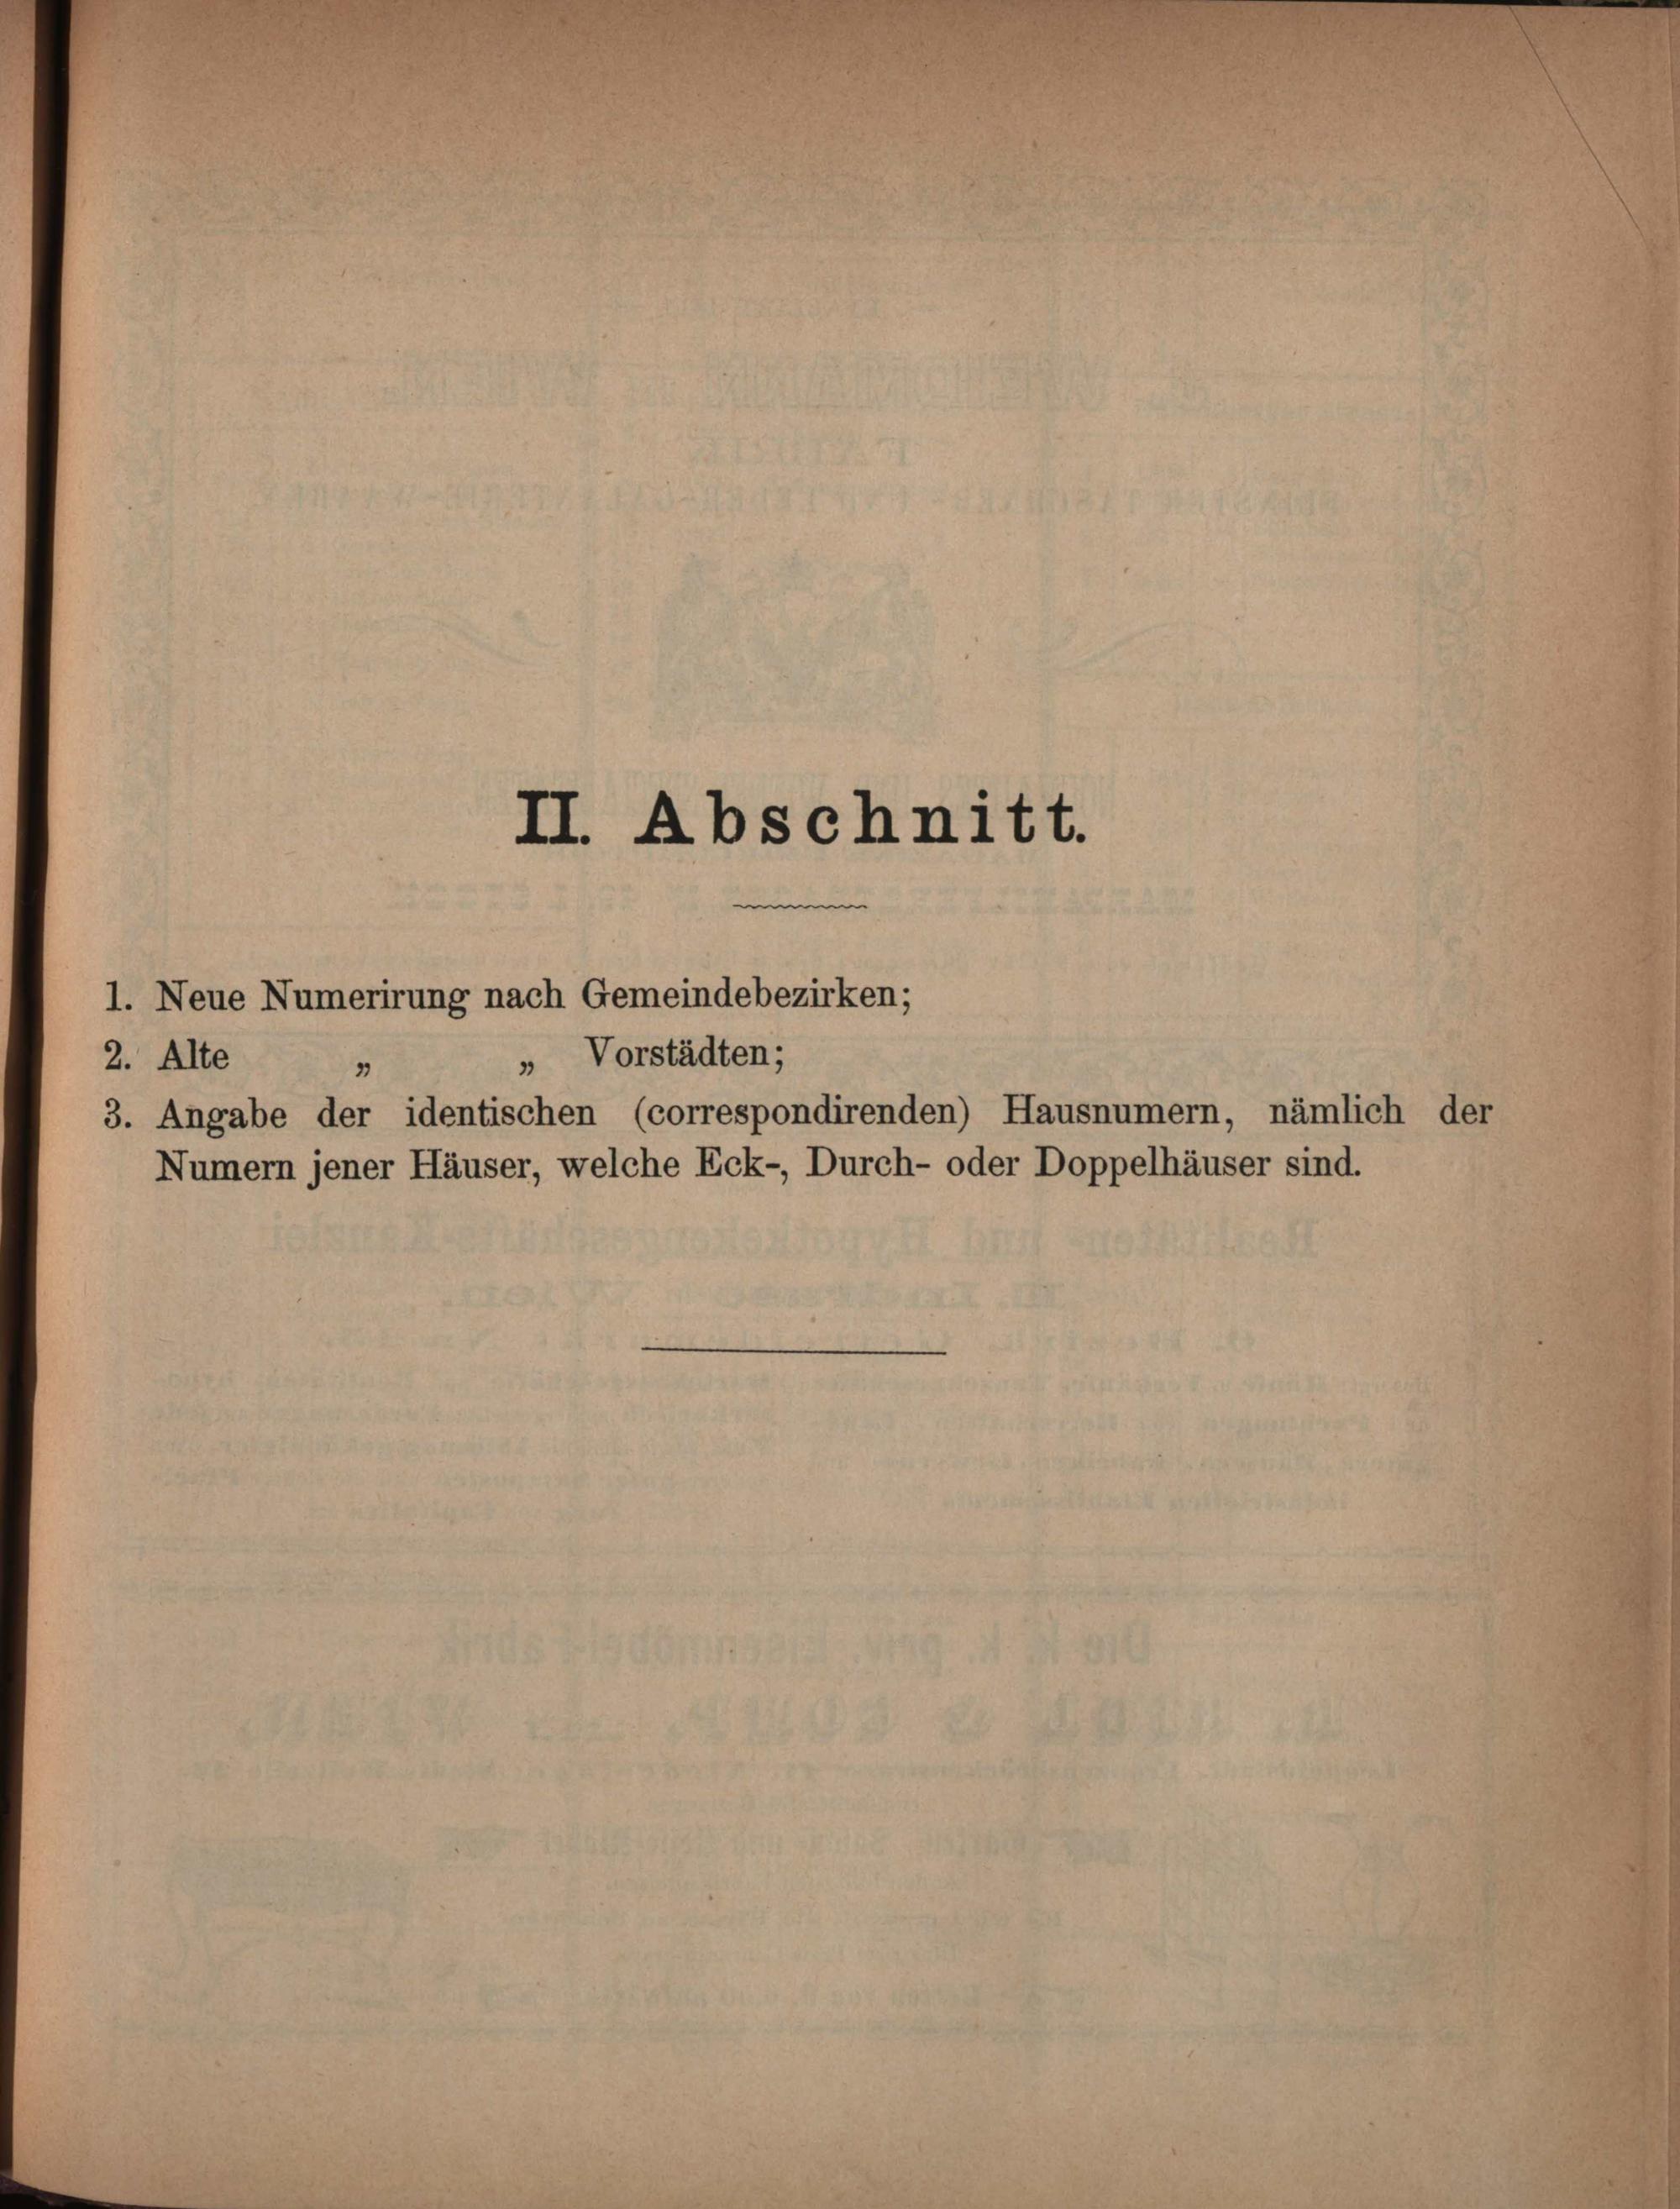 II. Abschnitt.
1. Neue Numerirung nach Gemeindebezirken;
2. Alte „ „ Vorstädten;
3. Angabe der identischen (correspondirenden) Hausnumern, nämlich der
Numern jener Häuser, welche Eck-, Durch- oder Doppelhäuser sind.